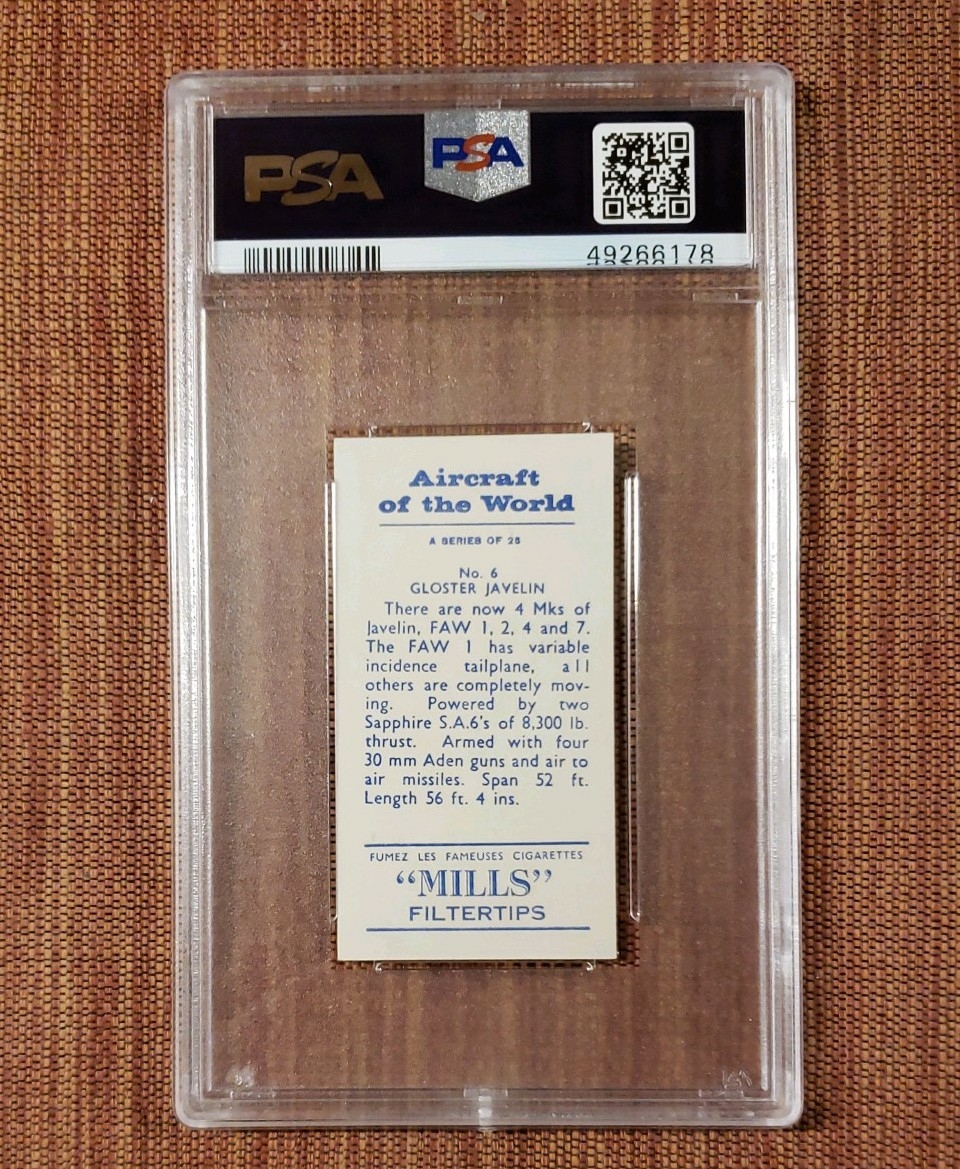 PSA
PSA
49266178
Aircraft
of the World
A SERIES OF 25
No. 6
GLOSTER JAVELIN
There are now 4 Mks of
Javelin, FAW 1, 2, 4 and 7.
The FAW 1 has variable
incidence tailplane, all
others are completely mov-
ing. Powered by two
Sapphire S.A.6's of 8,300 lb.
thrust. Armed with four
30 mm Aden guns and air to
air missiles. Span 52 ft.
Length 56 ft. 4 ins.
FUMEZ LES FAMEUSES CIGARETTES
“MILLS”
FILTERTIPS